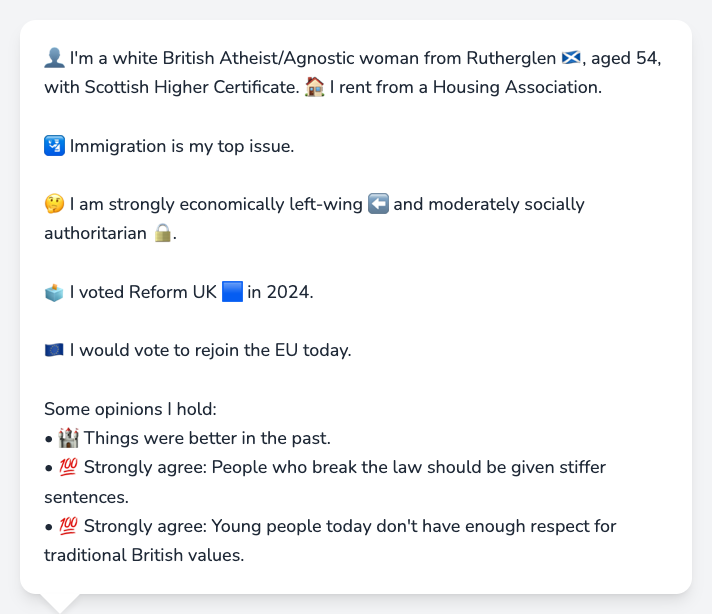 👤 I'm a white British Atheist/Agnostic woman from Rutherglen 🏴󠁧󠁢󠁳󠁣󠁴󠁿, aged 54,
with Scottish Higher Certificate. 🏠 I rent from a Housing Association.
🛂 Immigration is my top issue.
🤔 I am strongly economically left-wing ⬅️ and moderately socially
authoritarian 🔒.
🗳️ I voted Reform UK 🟦 in 2024.
🇪🇺 I would vote to rejoin the EU today.
Some opinions I hold:
• 🏰 Things were better in the past.
• 💯 Strongly agree: People who break the law should be given stiffer
sentences.
• 💯 Strongly agree: Young people today don't have enough respect for
traditional British values.